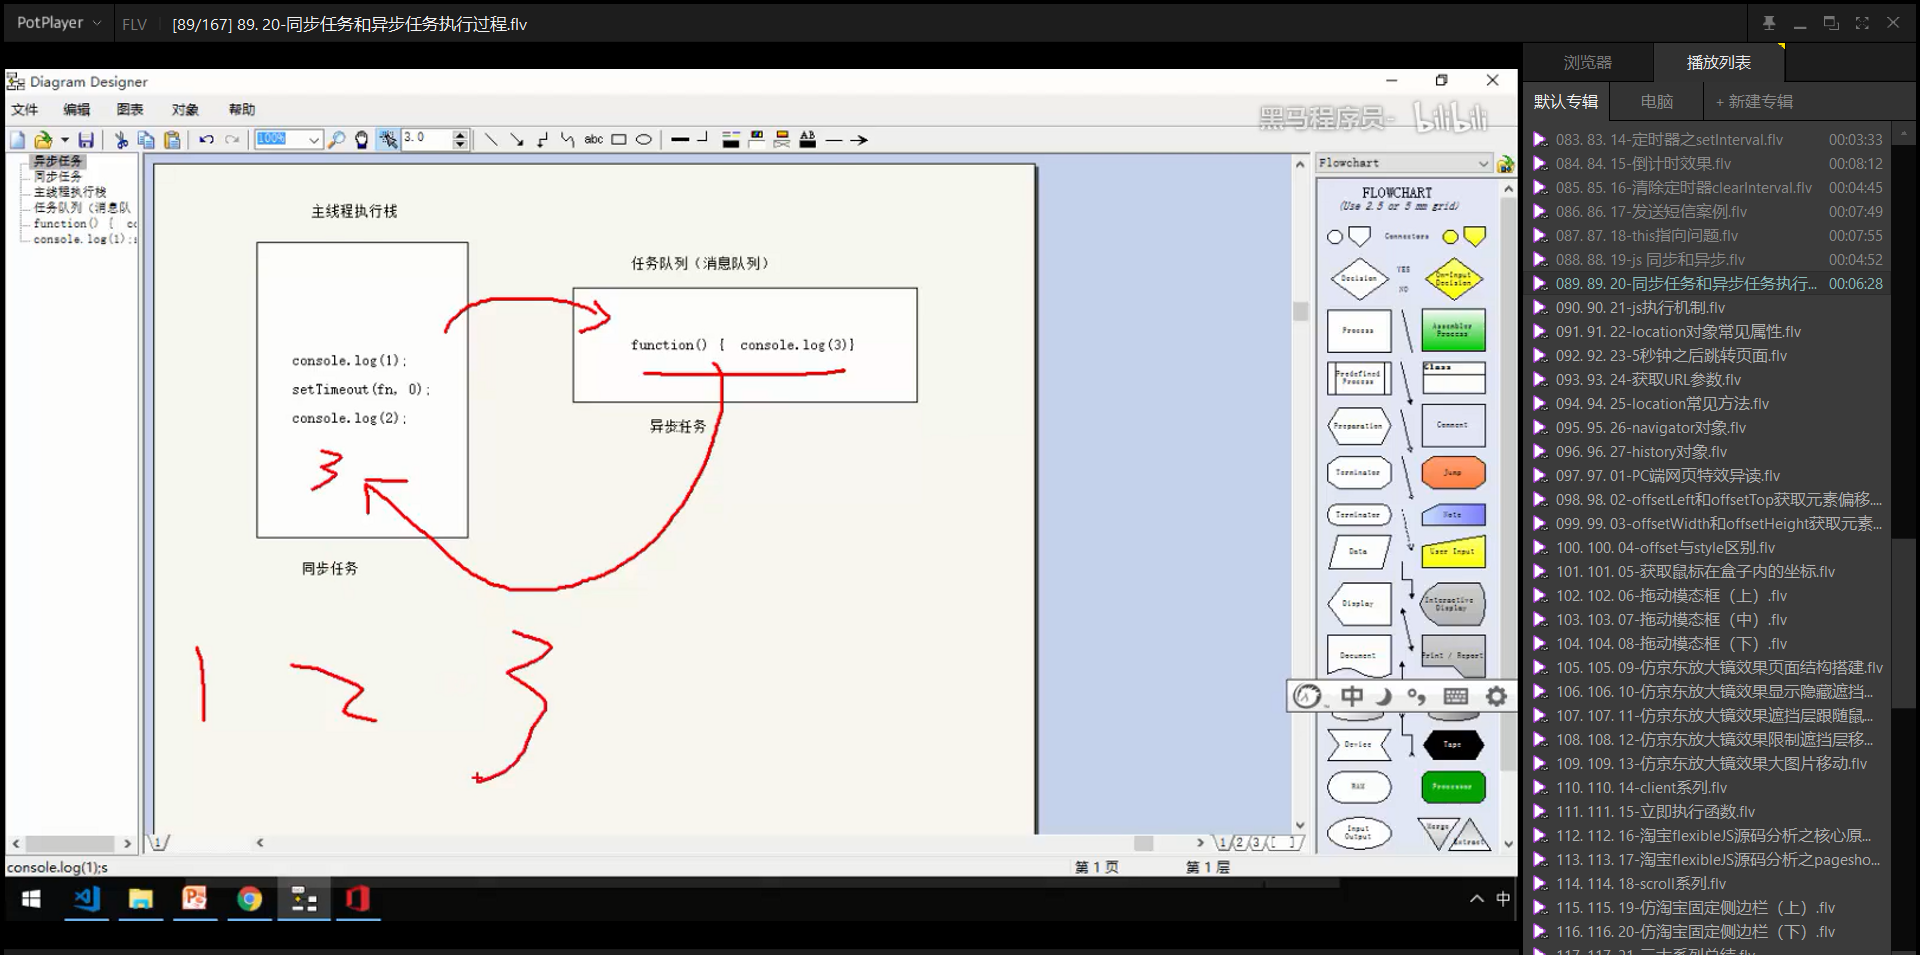 PotPlayer
FLV
[89/167] 89. 20-同步任务和异步任务执行过程.flv
Diagram Designer
文件 编辑 图表 对象 帮助
黑马程序员- bilibili
100%
3.0
abc
AB
异步任务
同步任务
主线程执行栈
任务队列（消息队
function() {  co
console.log(1);s
主线程执行栈
console.log(1);
setTimeout(fn, 0);
console.log(2);
3
同步任务
任务队列（消息队列）
function() {  console.log(3)}
异步任务
1 2 3
Flowchart
FLOWCHART
(Use 2.5 or 5 mm grid)
Connectors
Decision
YES
NO
On-Input
Decision
Process
Assembler
Process
Predefined
Process
Class
Preparation
Comment
Terminator
Jump
Terminator
Note
Data
User Input
Display
Interactive
Display
Document
Print / Report
中
Device
Tape
Processor
Input
Output
Merge
Extract
1
1/2/3/[ ]
console.log(1);s
第 1 页
第 1 层
中
浏览器
播放列表
默认专辑
电脑
+ 新建专辑
083. 83. 14-定时器之setInterval.flv 00:03:33
084. 84. 15-倒计时效果.flv 00:08:12
085. 85. 16-清除定时器clearInterval.flv 00:04:45
086. 86. 17-发送短信案例.flv 00:07:49
087. 87. 18-this指向问题.flv 00:07:55
088. 88. 19-js 同步和异步.flv 00:04:52
089. 89. 20-同步任务和异步任务执行... 00:06:28
090. 90. 21-js执行机制.flv
091. 91. 22-location对象常见属性.flv
092. 92. 23-5秒钟之后跳转页面.flv
093. 93. 24-获取URL参数.flv
094. 94. 25-location常见方法.flv
095. 95. 26-navigator对象.flv
096. 96. 27-history对象.flv
097. 97. 01-PC端网页特效导读.flv
098. 98. 02-offsetLeft和offsetTop获取元素偏移....
099. 99. 03-offsetWidth和offsetHeight获取元素...
100. 100. 04-offset与style区别.flv
101. 101. 05-获取鼠标在盒子内的坐标.flv
102. 102. 06-拖动模态框（上）.flv
103. 103. 07-拖动模态框（中）.flv
104. 104. 08-拖动模态框（下）.flv
105. 105. 09-仿京东放大镜效果页面结构搭建.flv
106. 106. 10-仿京东放大镜效果显示隐藏遮挡...
107. 107. 11-仿京东放大镜效果遮挡层跟随鼠...
108. 108. 12-仿京东放大镜效果限制遮挡层移...
109. 109. 13-仿京东放大镜效果大图片移动.flv
110. 110. 14-client系列.flv
111. 111. 15-立即执行函数.flv
112. 112. 16-淘宝flexibleJS源码分析之核心原...
113. 113. 17-淘宝flexibleJS源码分析之pagesho...
114. 114. 18-scroll系列.flv
115. 115. 19-仿淘宝固定侧边栏（上）.flv
116. 116. 20-仿淘宝固定侧边栏（下）.flv
117. 117. 21-三大系列总结.flv